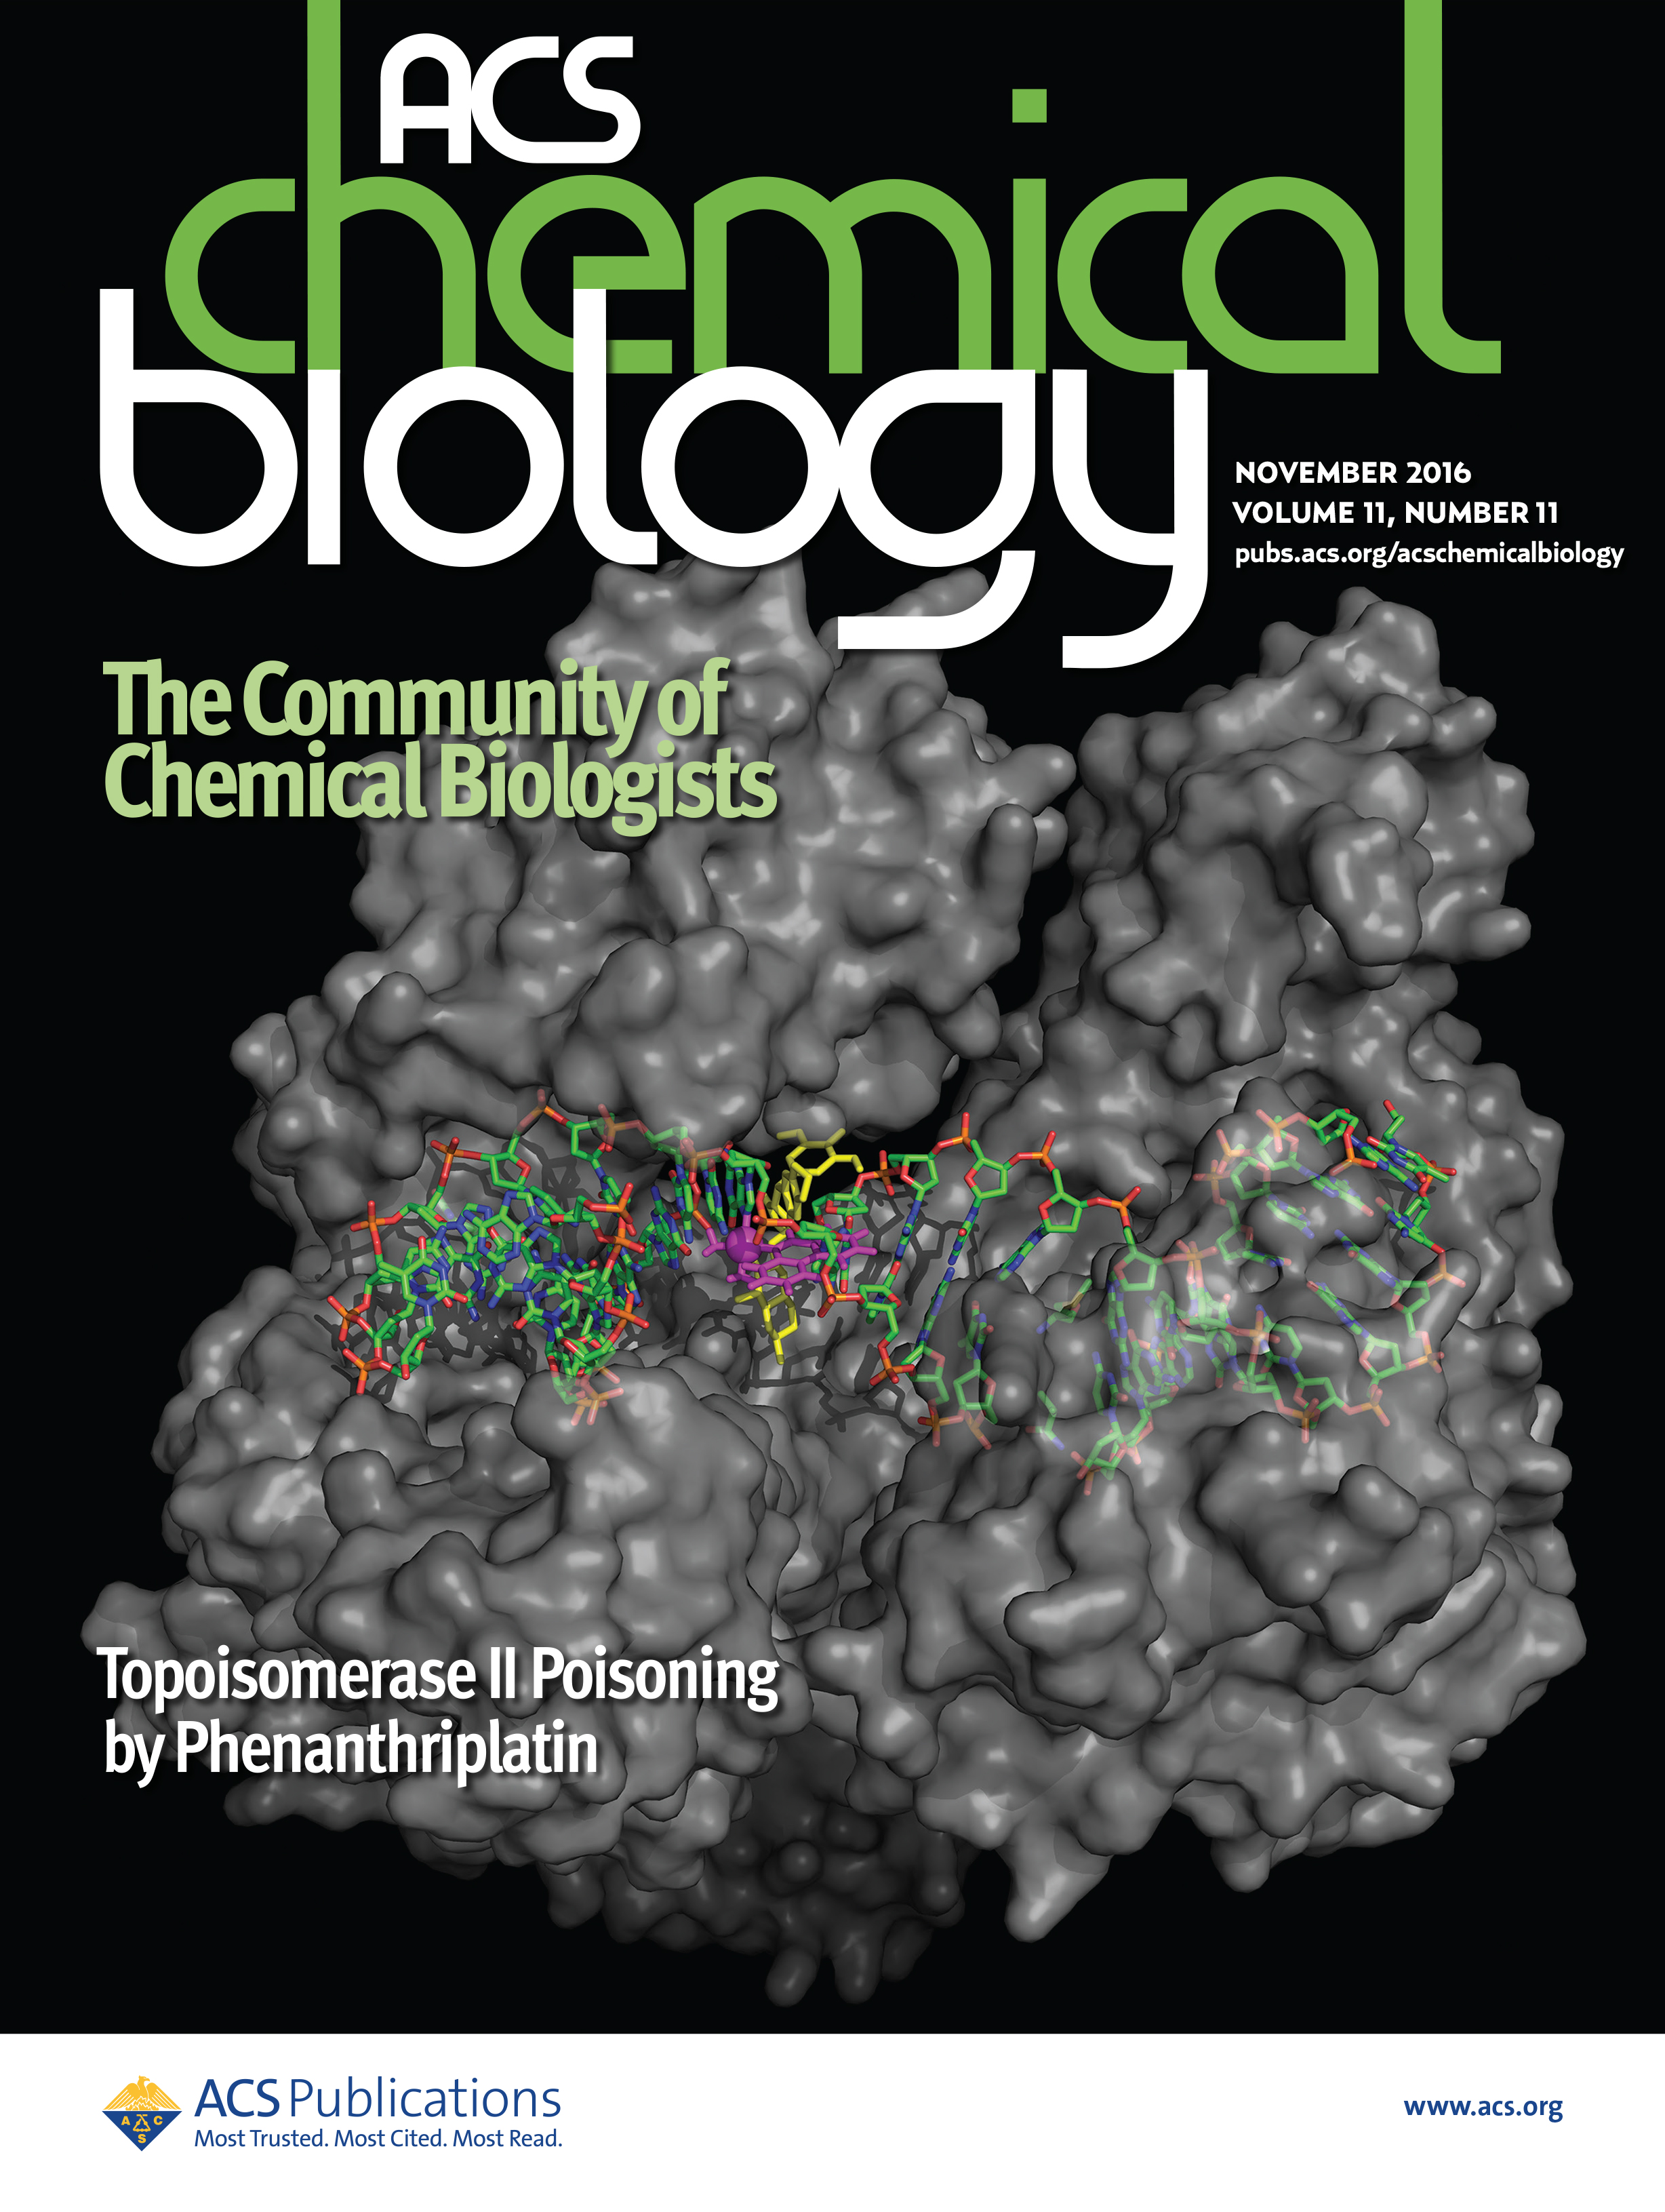 ACS
chemical
biology
NOVEMBER 2016
VOLUME 11, NUMBER 11
pubs.acs.org/acschemicalbiology
The Community of
Chemical Biologists
Topoisomerase II Poisoning
by Phenanthriplatin
A C
S
ACS Publications
Most Trusted. Most Cited. Most Read.
www.acs.org